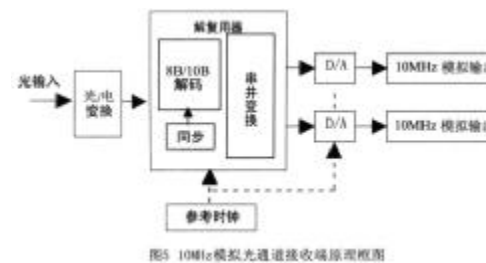 解复用器
光输入
光/电
变换
8B/10B
解码
同步
串并变换
D/A
10MHz 模拟输出
D/A
10MHz 模拟输出
参考时钟
图5 10MHz模拟光通道接收端原理框图